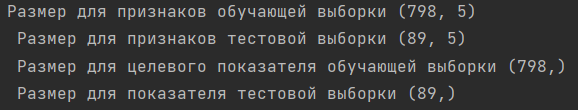 Размер для признаков обучающей выборки (798, 5)
Размер для признаков тестовой выборки (89, 5)
Размер для целевого показателя обучающей выборки (798,)
Размер для показателя тестовой выборки (89,)